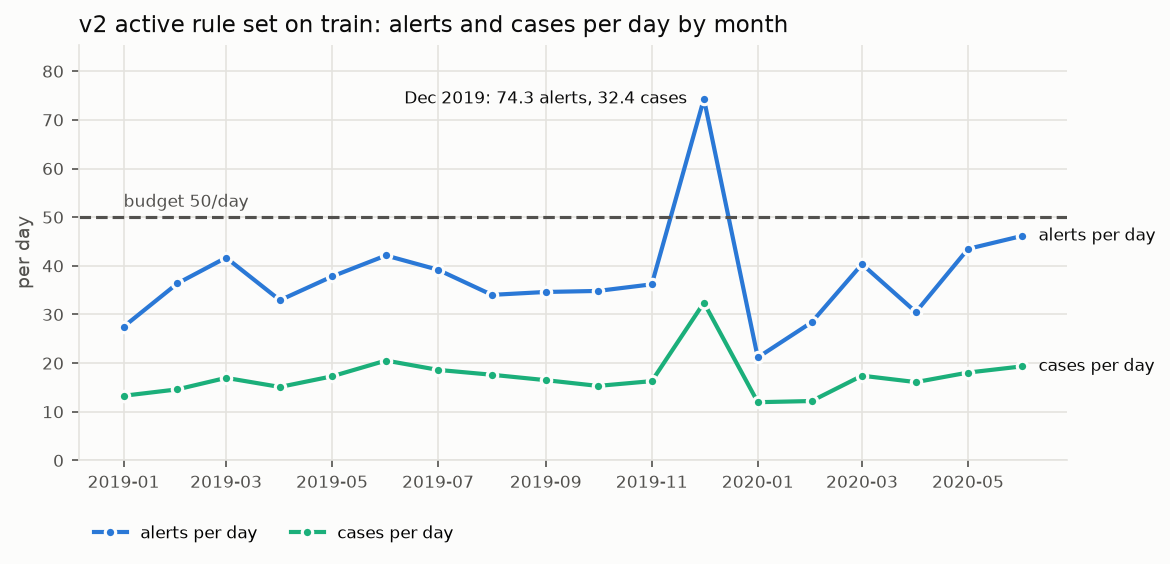 v2 active rule set on train: alerts and cases per day by month
80
70
60
50
40
30
20
10
0
per day
Dec 2019: 74.3 alerts, 32.4 cases
budget 50/day
alerts per day
cases per day
2019-01 2019-03 2019-05 2019-07 2019-09 2019-11 2020-01 2020-03 2020-05
alerts per day cases per day